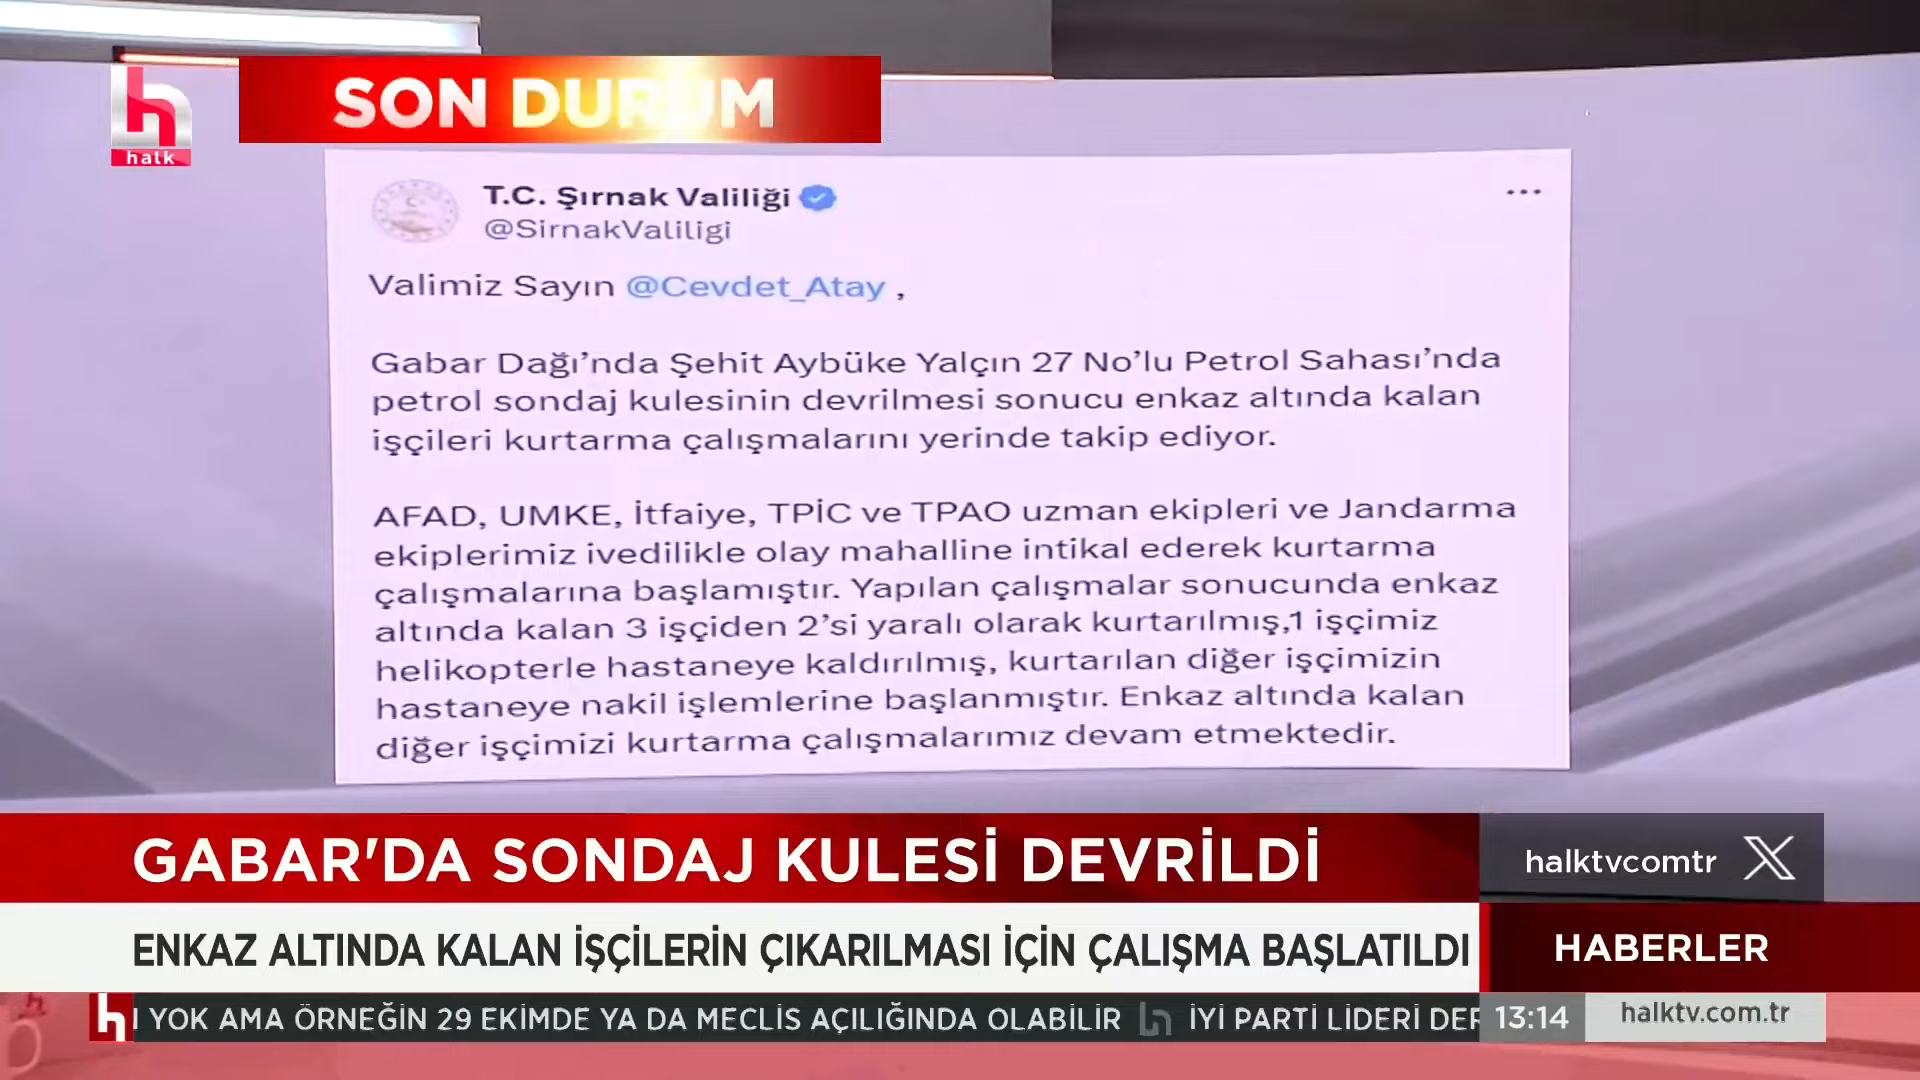 SON DURUM
h
halk
T.C. Şırnak Valiliği
@SirnakValiligi
Valimiz Sayın @Cevdet_Atay ,
Gabar Dağı’nda Şehit Aybüke Yalçın 27 No’lu Petrol Sahası’nda
petrol sondaj kulesinin devrilmesi sonucu enkaz altında kalan
işçileri kurtarma çalışmalarını yerinde takip ediyor.
AFAD, UMKE, İtfaiye, TPİC ve TPAO uzman ekipleri ve Jandarma
ekiplerimiz ivedilikle olay mahalline intikal ederek kurtarma
çalışmalarına başlamıştır. Yapılan çalışmalar sonucunda enkaz
altında kalan 3 işçiden 2’si yaralı olarak kurtarılmış,1 işçimiz
helikopterle hastaneye kaldırılmış, kurtarılan diğer işçimizin
hastaneye nakil işlemlerine başlanmıştır. Enkaz altında kalan
diğer işçimizi kurtarma çalışmalarımız devam etmektedir.
GABAR'DA SONDAJ KULESİ DEVRİLDİ
halktvcomtr X
ENKAZ ALTINDA KALAN İŞÇİLERİN ÇIKARILMASI İÇİN ÇALIŞMA BAŞLATILDI
HABERLER
YOK AMA ÖRNEĞİN 29 EKİMDE YA DA MECLİS AÇILIĞINDA OLABİLİR h İYİ PARTİ LİDERİ DER
13:14
halktv.com.tr